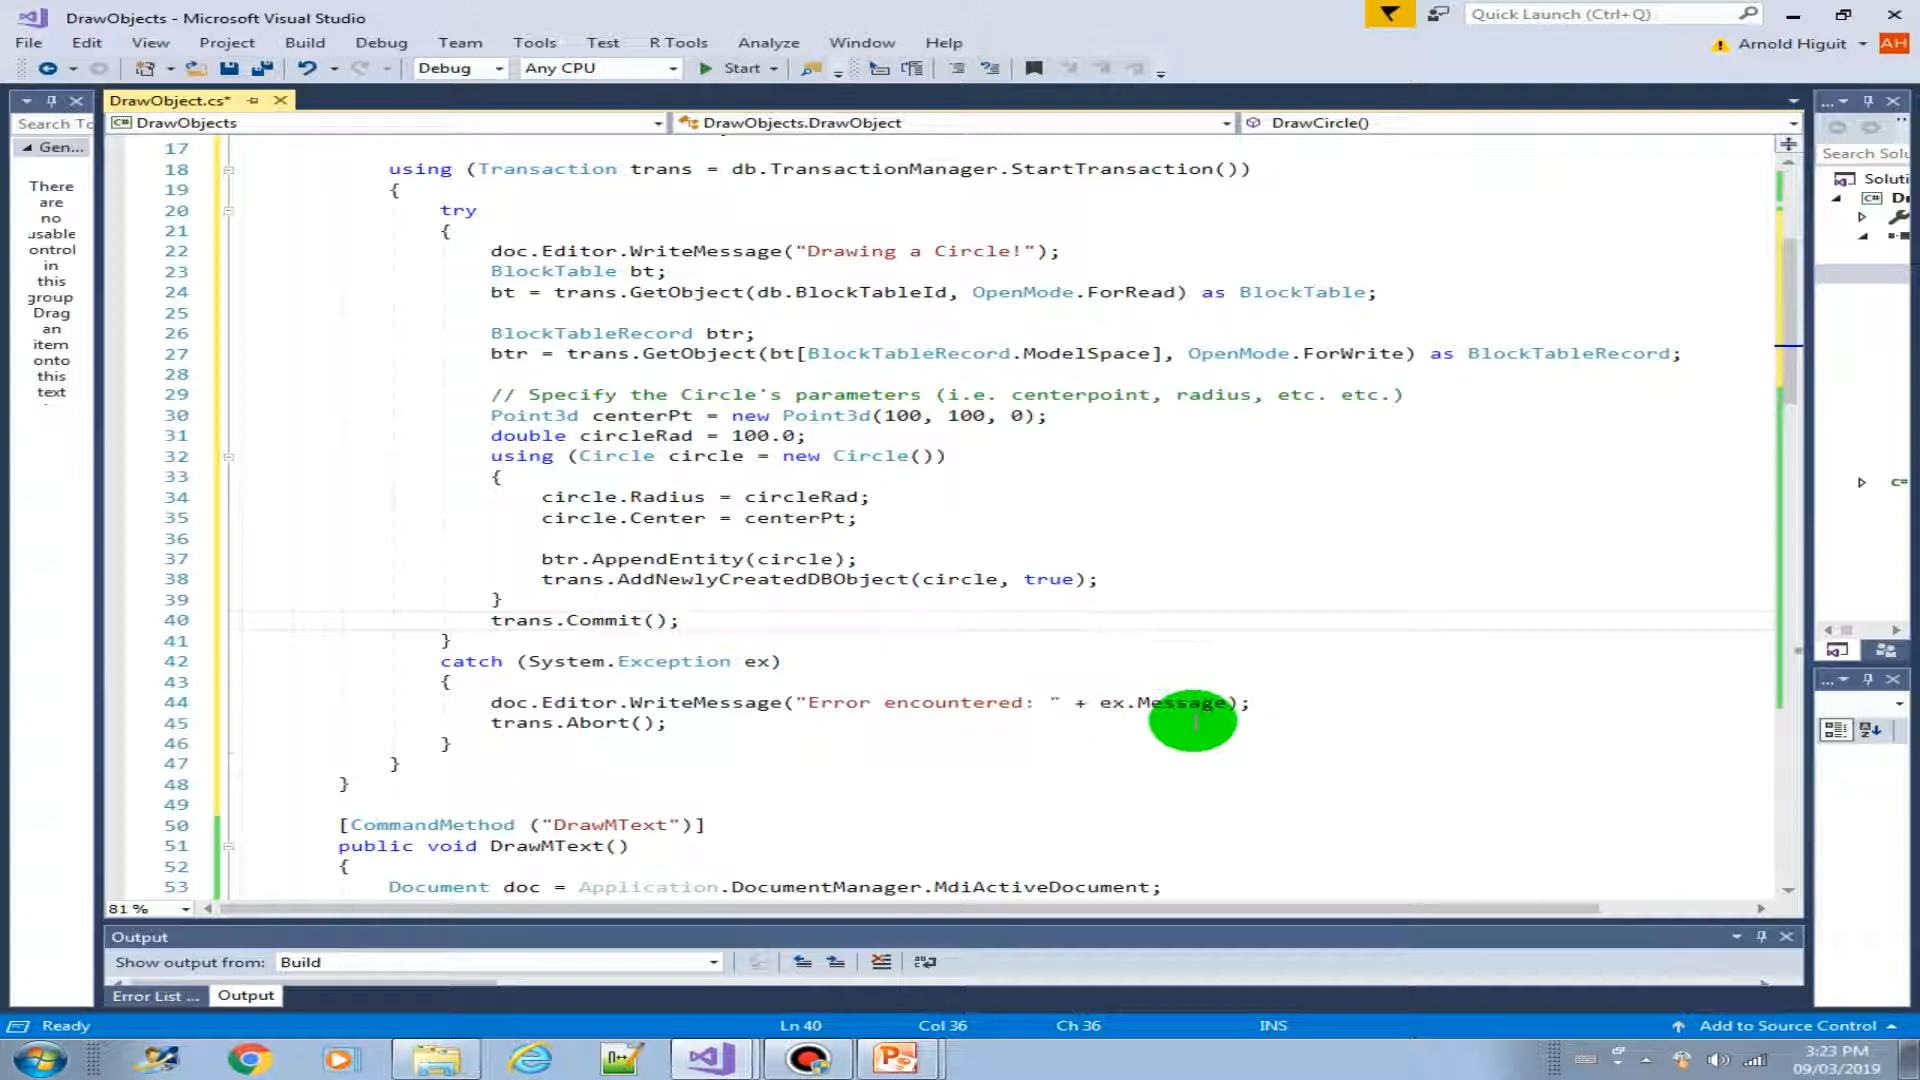 DrawObjects - Microsoft Visual Studio
Quick Launch (Ctrl+Q)
File Edit View Project Build Debug Team Tools Test R Tools Analyze Window Help
Arnold Higuit AH
Debug Any CPU Start
DrawObject.cs*
Search To
DrawObjects DrawObjects.DrawObject DrawCircle()
Gen...
There
are
no
usable
ontrol
in
this
group
Drag
an
item
onto
this
text
Search Solu
Soluti
C# Dr
17
18 using (Transaction trans = db.TransactionManager.StartTransaction())
19 {
20 try
21 {
22 doc.Editor.WriteMessage("Drawing a Circle!");
23 BlockTable bt;
24 bt = trans.GetObject(db.BlockTableId, OpenMode.ForRead) as BlockTable;
25
26 BlockTableRecord btr;
27 btr = trans.GetObject(bt[BlockTableRecord.ModelSpace], OpenMode.ForWrite) as BlockTableRecord;
28
29 // Specify the Circle's parameters (i.e. centerpoint, radius, etc. etc.)
30 Point3d centerPt = new Point3d(100, 100, 0);
31 double circleRad = 100.0;
32 using (Circle circle = new Circle())
33 {
34 circle.Radius = circleRad;
35 circle.Center = centerPt;
36
37 btr.AppendEntity(circle);
38 trans.AddNewlyCreatedDBObject(circle, true);
39 }
40 trans.Commit();
41 }
42 catch (System.Exception ex)
43 {
44 doc.Editor.WriteMessage("Error encountered: " + ex.Message);
45 trans.Abort();
46 }
47 }
48 }
49
50 [CommandMethod ("DrawMText")]
51 public void DrawMText()
52 {
53 Document doc = Application.DocumentManager.MdiActiveDocument;
81 %
Output
Show output from: Build
Error List ... Output
Ready Ln 40 Col 36 Ch 36 INS Add to Source Control
3:23 PM
09/03/2019